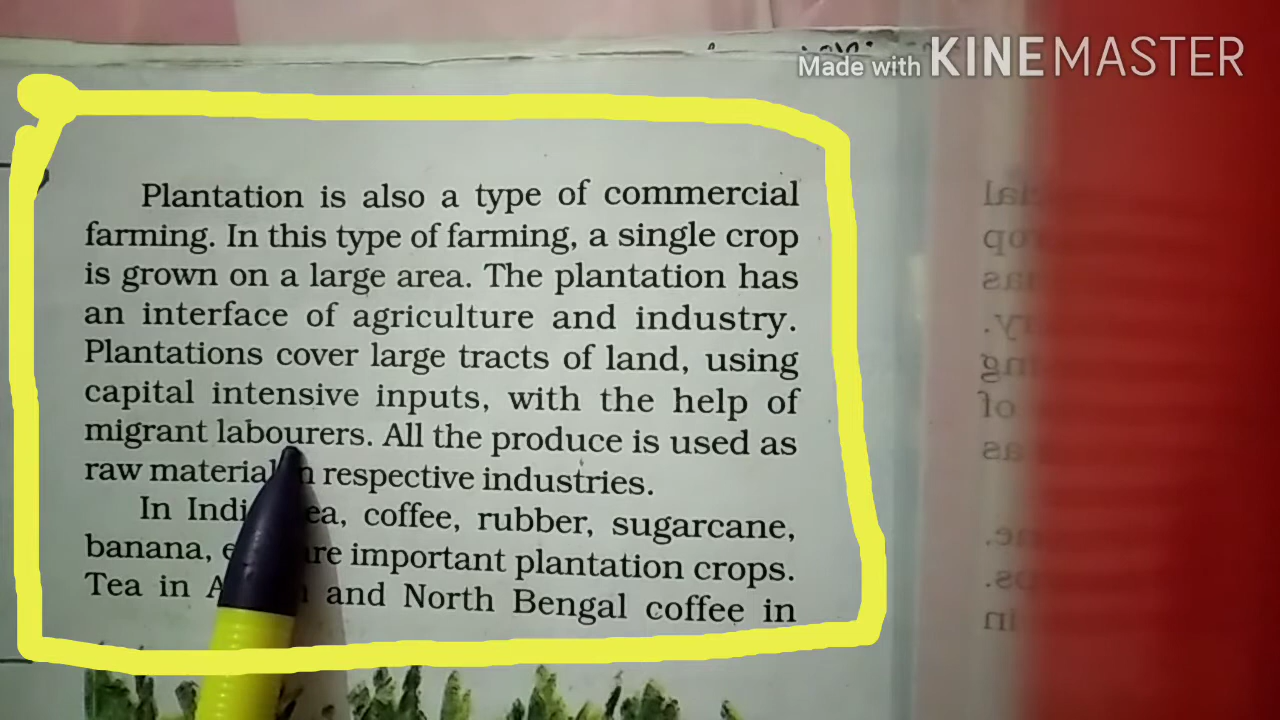 Made with KINEMASTER
Plantation is also a type of commercial
farming. In this type of farming, a single crop
is grown on a large area. The plantation has
an interface of agriculture and industry.
Plantations cover large tracts of land, using
capital intensive inputs, with the help of
migrant labourers. All the produce is used as
raw material respective industries.
In coffee, rubber, sugarcane,
banana, are important plantation crops.
Tea in and North Bengal coffee in